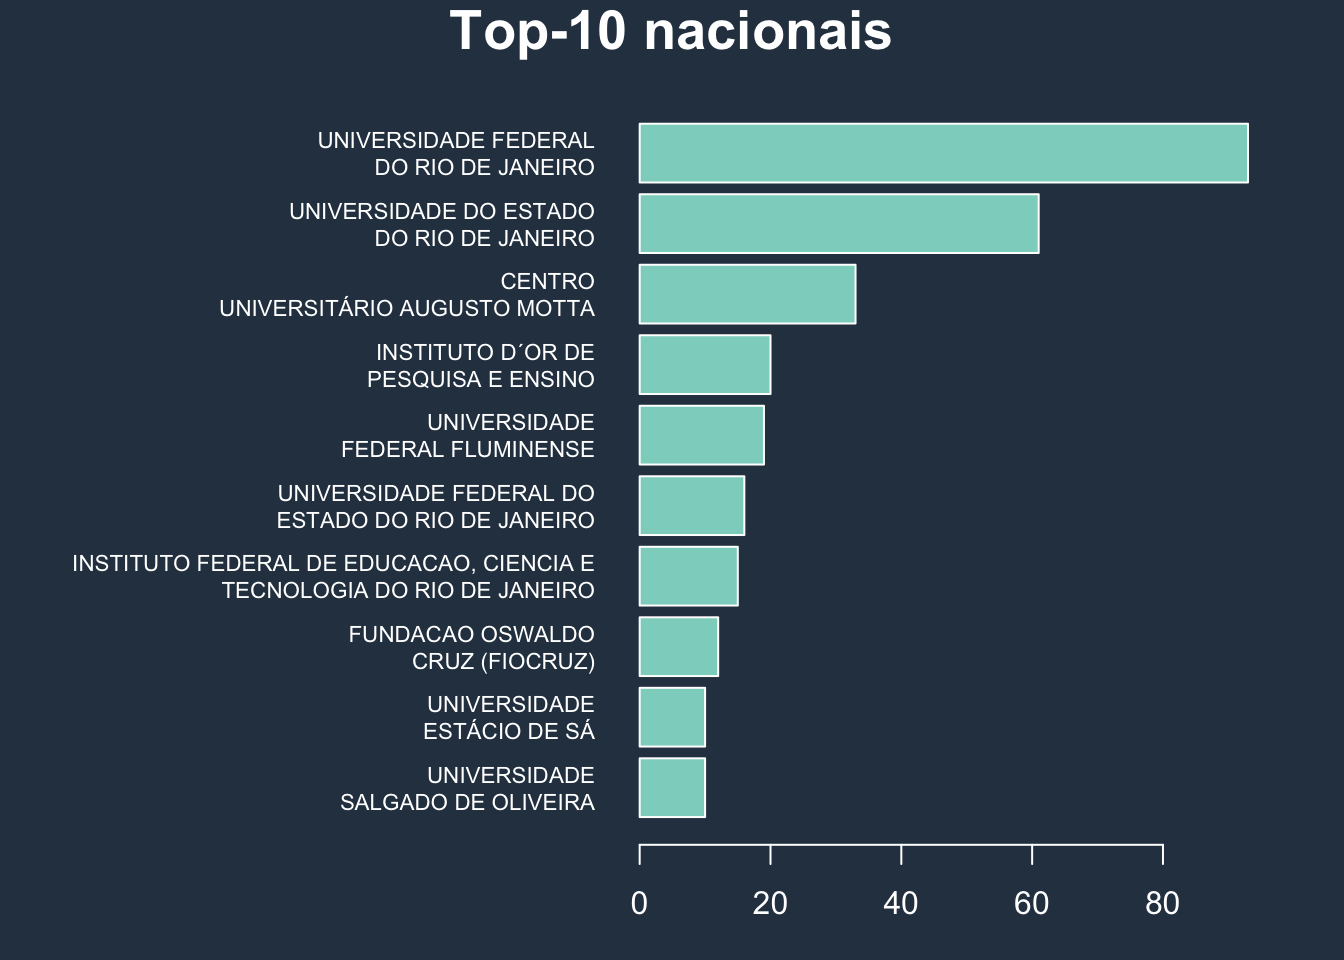 Top-10 nacionais
UNIVERSIDADE FEDERAL
DO RIO DE JANEIRO
UNIVERSIDADE DO ESTADO
DO RIO DE JANEIRO
CENTRO
UNIVERSITÁRIO AUGUSTO MOTTA
INSTITUTO D´OR DE
PESQUISA E ENSINO
UNIVERSIDADE
FEDERAL FLUMINENSE
UNIVERSIDADE FEDERAL DO
ESTADO DO RIO DE JANEIRO
INSTITUTO FEDERAL DE EDUCACAO, CIENCIA E
TECNOLOGIA DO RIO DE JANEIRO
FUNDACAO OSWALDO
CRUZ (FIOCRUZ)
UNIVERSIDADE
ESTÁCIO DE SÁ
UNIVERSIDADE
SALGADO DE OLIVEIRA
0 20 40 60 80